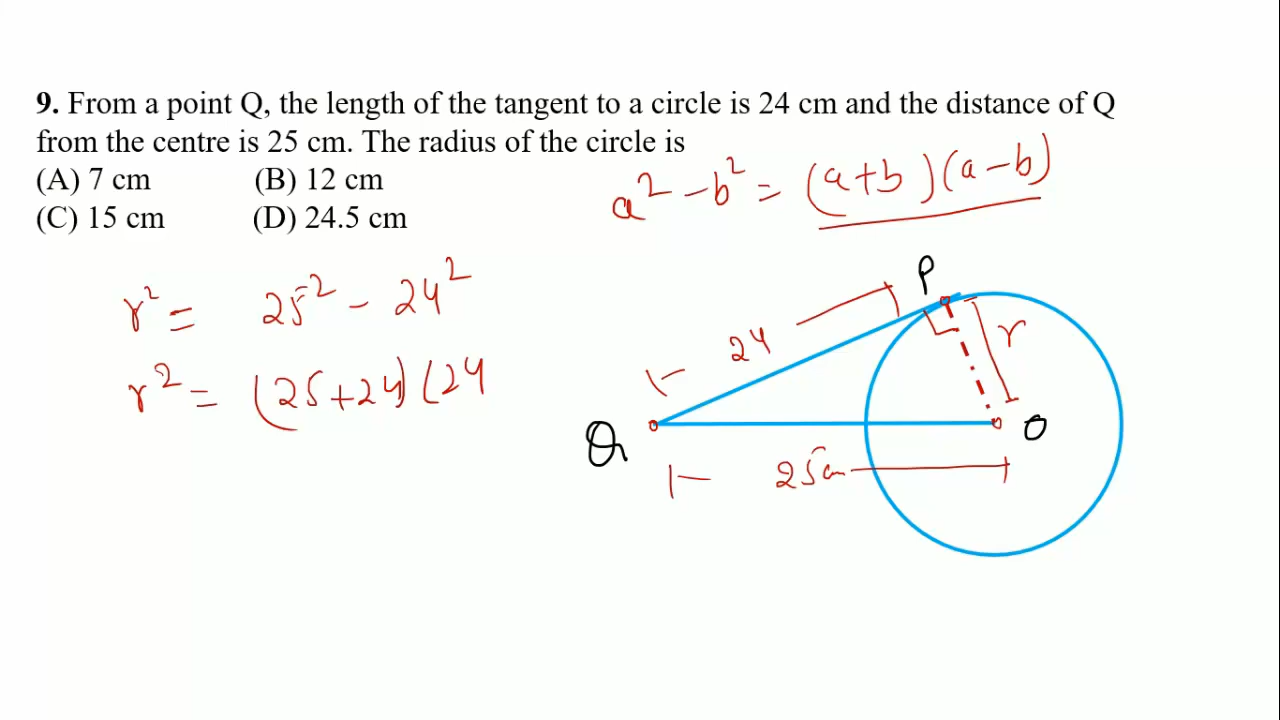 9. From a point Q, the length of the tangent to a circle is 24 cm and the distance of Q
from the centre is 25 cm. The radius of the circle is
(A) 7 cm (B) 12 cm
(C) 15 cm (D) 24.5 cm
a² - b² = (a+b)(a-b)
r² = 25² - 24²
r² = (25+24)(24
P
24
r
Q
O
25cm